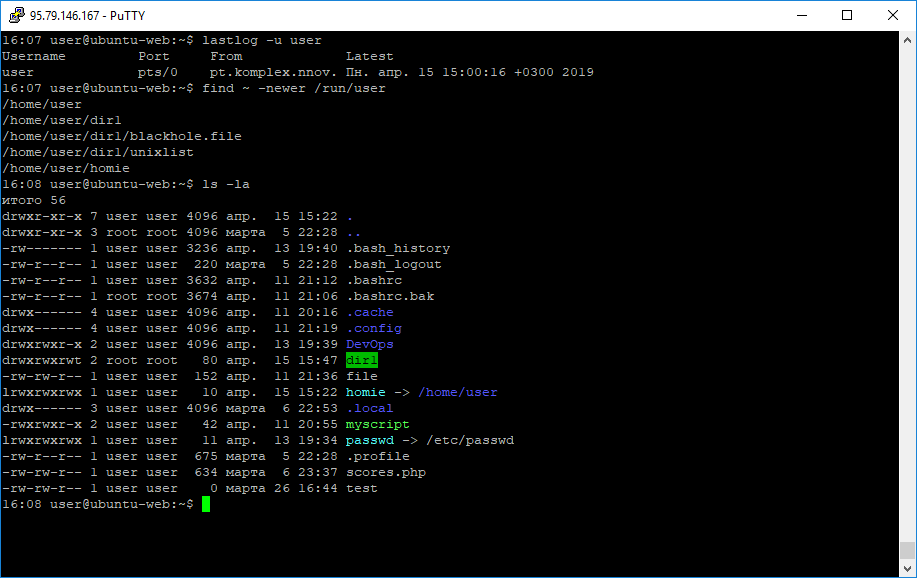 95.79.146.167 - PuTTY
16:07 user@ubuntu-web:~$ lastlog -u user
Username         Port     From             Latest
user             pts/0    pt.komplex.nnov. Пн. апр. 15 15:00:16 +0300 2019
16:07 user@ubuntu-web:~$ find ~ -newer /run/user
/home/user
/home/user/dir1
/home/user/dir1/blackhole.file
/home/user/dir1/unixlist
/home/user/homie
16:08 user@ubuntu-web:~$ ls -la
итого 56
drwxr-xr-x 7 user user 4096 апр.  15 15:22 .
drwxr-xr-x 3 root root 4096 марта  5 22:28 ..
-rw------- 1 user user 3236 апр.  13 19:40 .bash_history
-rw-r--r-- 1 user user  220 марта  5 22:28 .bash_logout
-rw-r--r-- 1 user user 3632 апр.  11 21:12 .bashrc
-rw-r--r-- 1 root root 3674 апр.  11 21:06 .bashrc.bak
drwx------ 4 user user 4096 апр.  11 20:16 .cache
drwx------ 4 user user 4096 апр.  11 21:19 .config
drwxrwxr-x 2 user user 4096 апр.  13 19:39 DevOps
drwxrwxrwt 2 root root   80 апр.  15 15:47 dir1
-rw-rw-r-- 1 user user  152 апр.  11 21:36 file
lrwxrwxrwx 1 user user   10 апр.  15 15:22 homie -> /home/user
drwx------ 3 user user 4096 марта  6 22:53 .local
-rwxrwxr-x 2 user user   42 апр.  11 20:55 myscript
lrwxrwxrwx 1 user user   11 апр.  13 19:34 passwd -> /etc/passwd
-rw-r--r-- 1 user user  675 марта  5 22:28 .profile
-rw-rw-r-- 1 user user  634 марта  6 23:37 scores.php
-rw-rw-r-- 1 user user    0 марта 26 16:44 test
16:08 user@ubuntu-web:~$